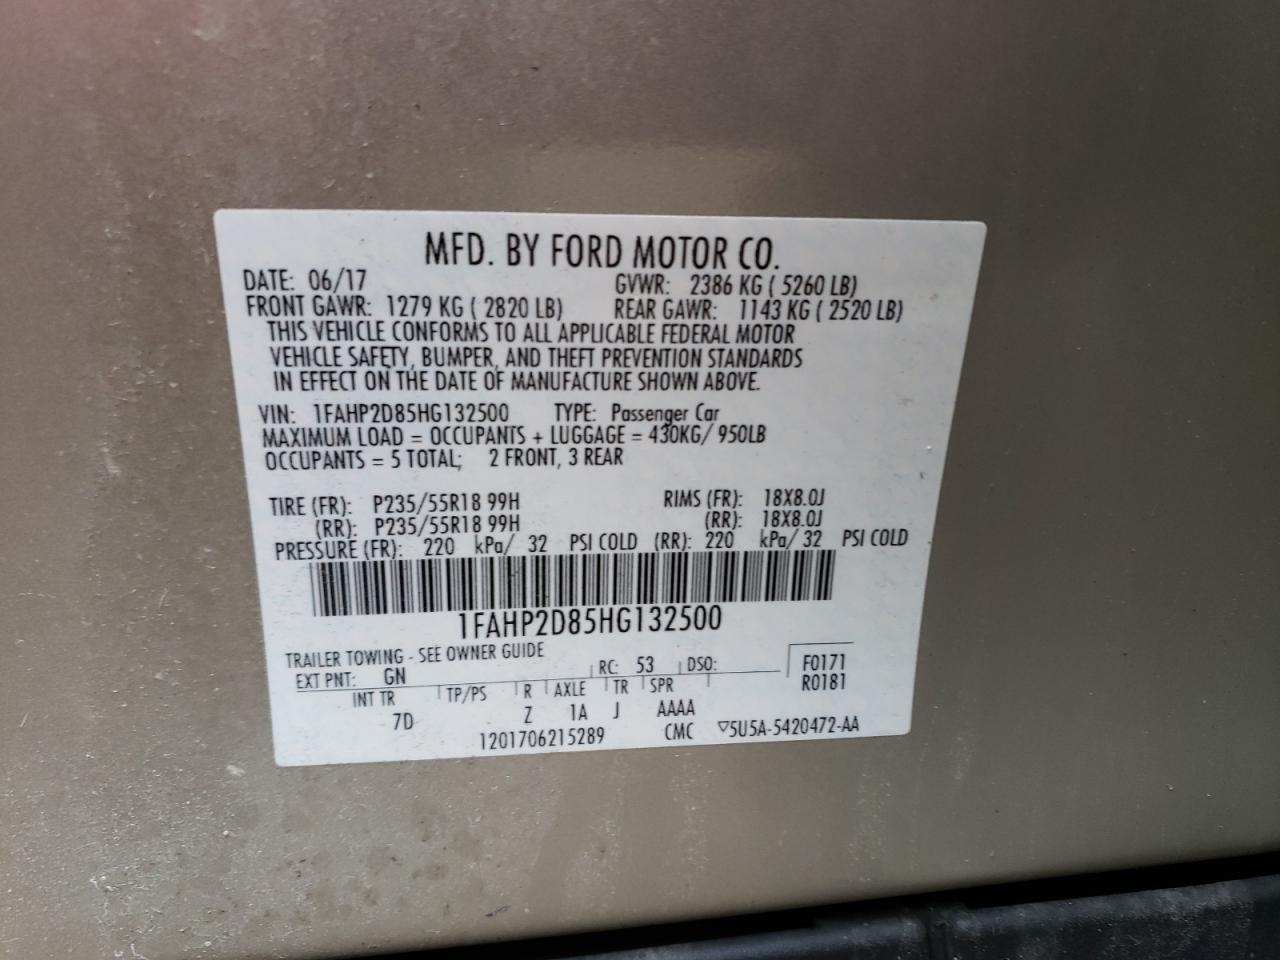 MFD. BY FORD MOTOR CO.
DATE: 06/17 GVWR: 2386 KG ( 5260 LB)
FRONT GAWR: 1279 KG ( 2820 LB) REAR GAWR: 1143 KG ( 2520 LB)
THIS VEHICLE CONFORMS TO ALL APPLICABLE FEDERAL MOTOR
VEHICLE SAFETY, BUMPER, AND THEFT PREVENTION STANDARDS
IN EFFECT ON THE DATE OF MANUFACTURE SHOWN ABOVE.
VIN: 1FAHP2D85HG132500 TYPE: Passenger Car
MAXIMUM LOAD = OCCUPANTS + LUGGAGE = 430KG/ 950LB
OCCUPANTS = 5 TOTAL; 2 FRONT, 3 REAR
TIRE (FR): P235/55R18 99H RIMS (FR): 18X8.0J
(RR): P235/55R18 99H (RR): 18X8.0J
PRESSURE (FR): 220 kPa/ 32 PSI COLD (RR): 220 kPa/ 32 PSI COLD
1FAHP2D85HG132500
TRAILER TOWING - SEE OWNER GUIDE
EXT PNT: GN RC: 53 DSO: F0171
INT TR TP/PS R AXLE TR SPR R0181
7D Z 1A J AAAA
1201706215289 CMC ▽5U5A-5420472-AA